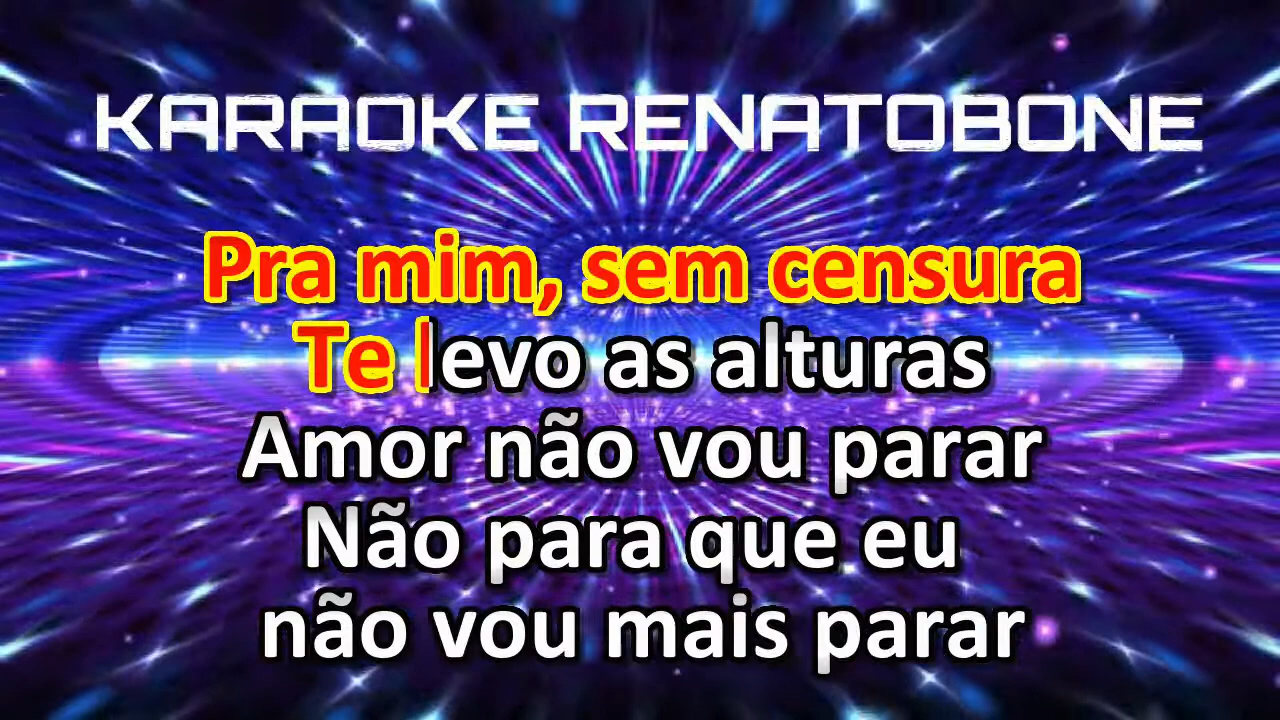 KARAOKE RENATOBONE
Pra mim, sem censura
Te levo as alturas
Amor não vou parar
Não para que eu
não vou mais parar